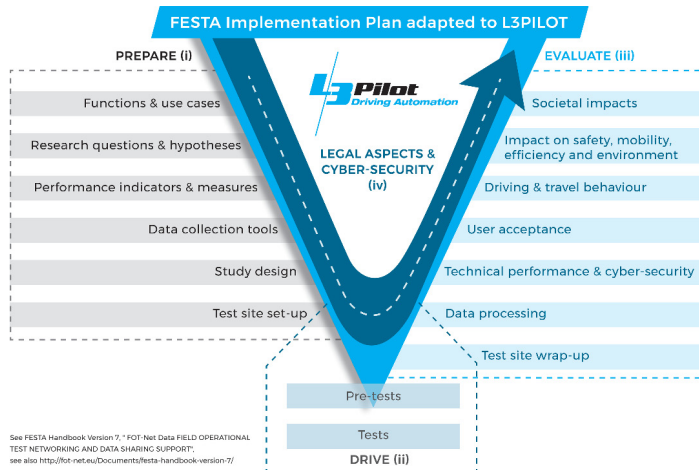 FESTA Implementation Plan adapted to L3PILOT
PREPARE (i)
Functions & use cases
Research questions & hypotheses
Performance indicators & measures
Data collection tools
Study design
Test site set-up
L3Pilot
Driving Automation
LEGAL ASPECTS &
CYBER-SECURITY
(iv)
EVALUATE (iii)
Societal impacts
Impact on safety, mobility,
efficiency and environment
Driving & travel behaviour
User acceptance
Technical performance & cyber-security
Data processing
Test site wrap-up
Pre-tests
Tests
DRIVE (ii)
See FESTA Handbook Version 7, " FOT-Net Data FIELD OPERATIONAL
TEST NETWORKING AND DATA SHARING SUPPORT",
see also http://fot-net.eu/Documents/festa-handbook-version-7/